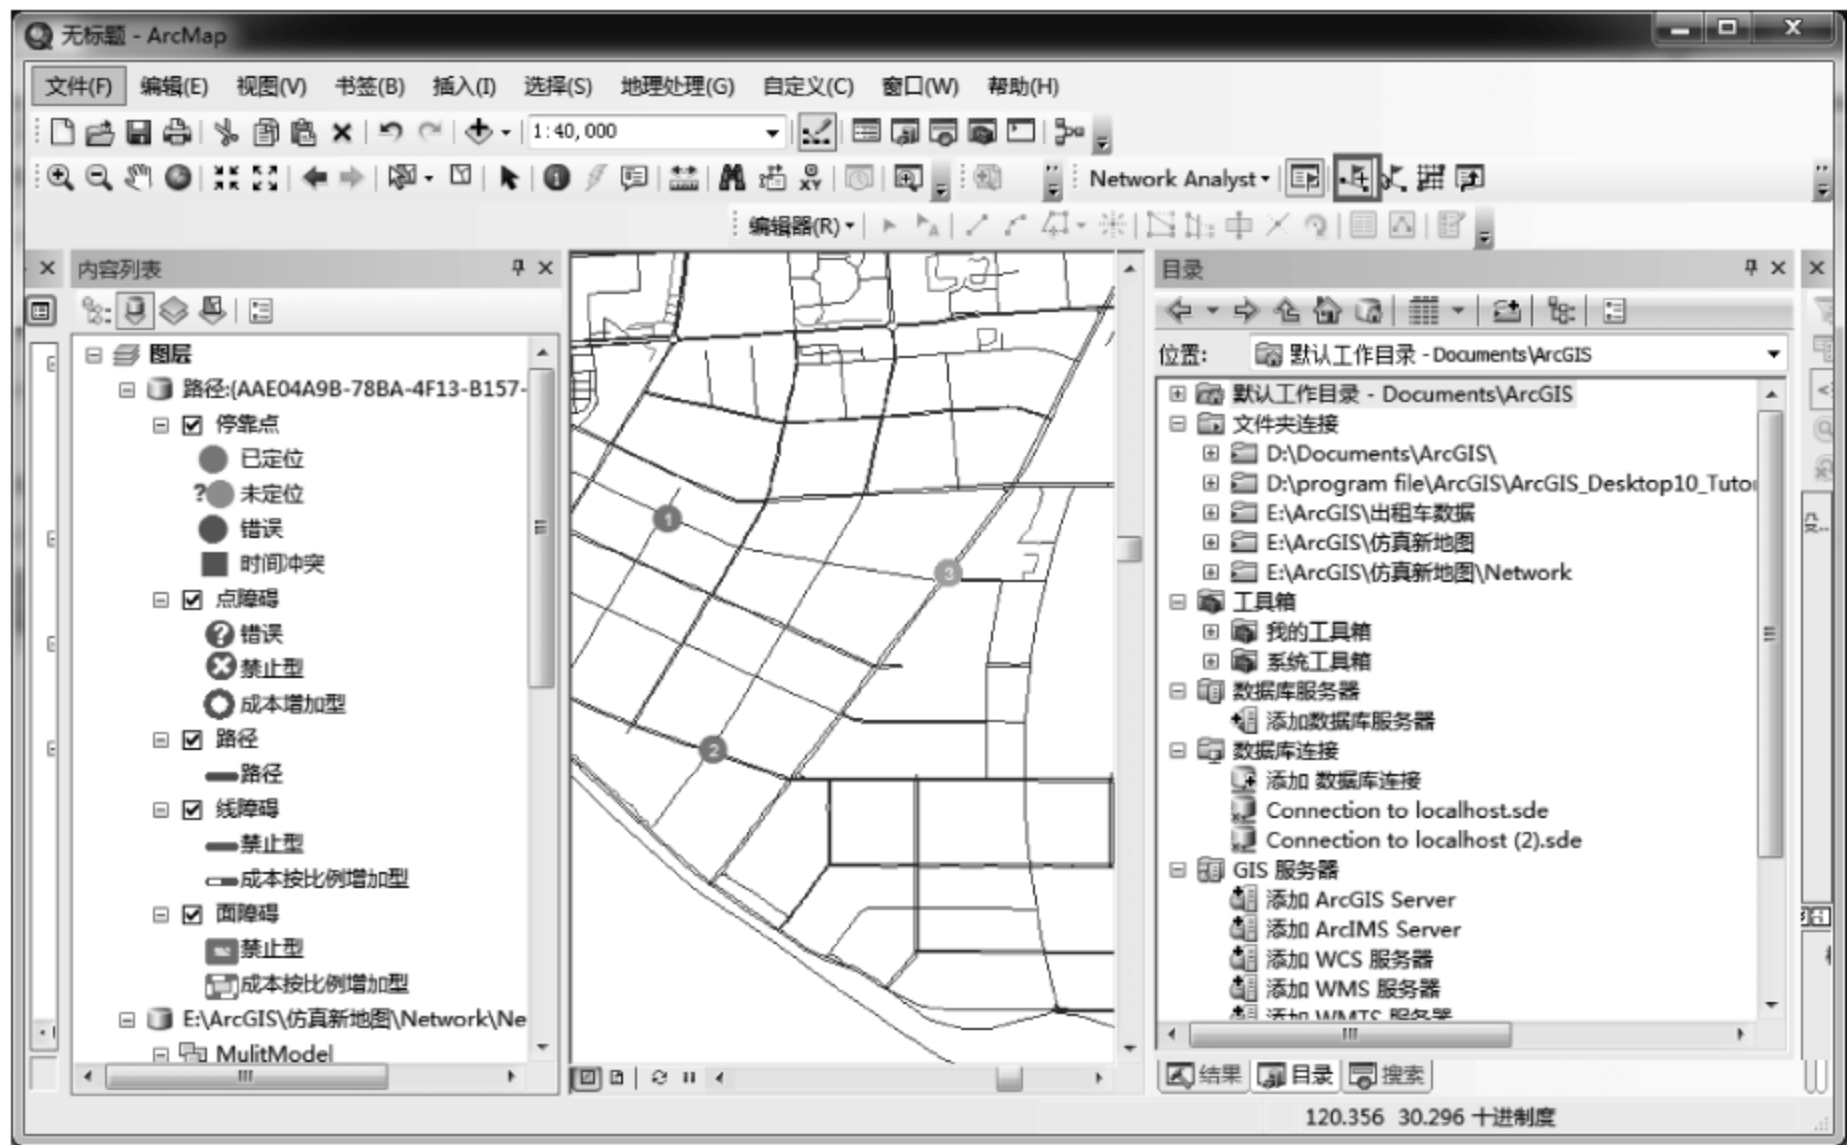 无标题 - ArcMap
文件(F) 编辑(E) 视图(V) 书签(B) 插入(I) 选择(S) 地理处理(G) 自定义(C) 窗口(W) 帮助(H)
1:40,000
Network Analyst
编辑器(R)
内容列表
图层
路径:{AAE04A9B-78BA-4F13-B157-
停靠点
已定位
未定位
错误
时间冲突
点障碍
错误
禁止型
成本增加型
路径
路径
线障碍
禁止型
成本按比例增加型
面障碍
禁止型
成本按比例增加型
E:\ArcGIS\仿真新地图\Network\Ne
MulitModel
1
3
2
目录
位置: 默认工作目录 - Documents\ArcGIS
默认工作目录 - Documents\ArcGIS
文件夹连接
D:\Documents\ArcGIS\
D:\program file\ArcGIS\ArcGIS_Desktop10_Tutor
E:\ArcGIS\出租车数据
E:\ArcGIS\仿真新地图
E:\ArcGIS\仿真新地图\Network
工具箱
我的工具箱
系统工具箱
数据库服务器
添加数据库服务器
数据库连接
添加 数据库连接
Connection to localhost.sde
Connection to localhost (2).sde
GIS 服务器
添加 ArcGIS Server
添加 ArcIMS Server
添加 WCS 服务器
添加 WMS 服务器
添加 WMTS 服务器
结果 目录 搜索
120.356 30.296 十进制度